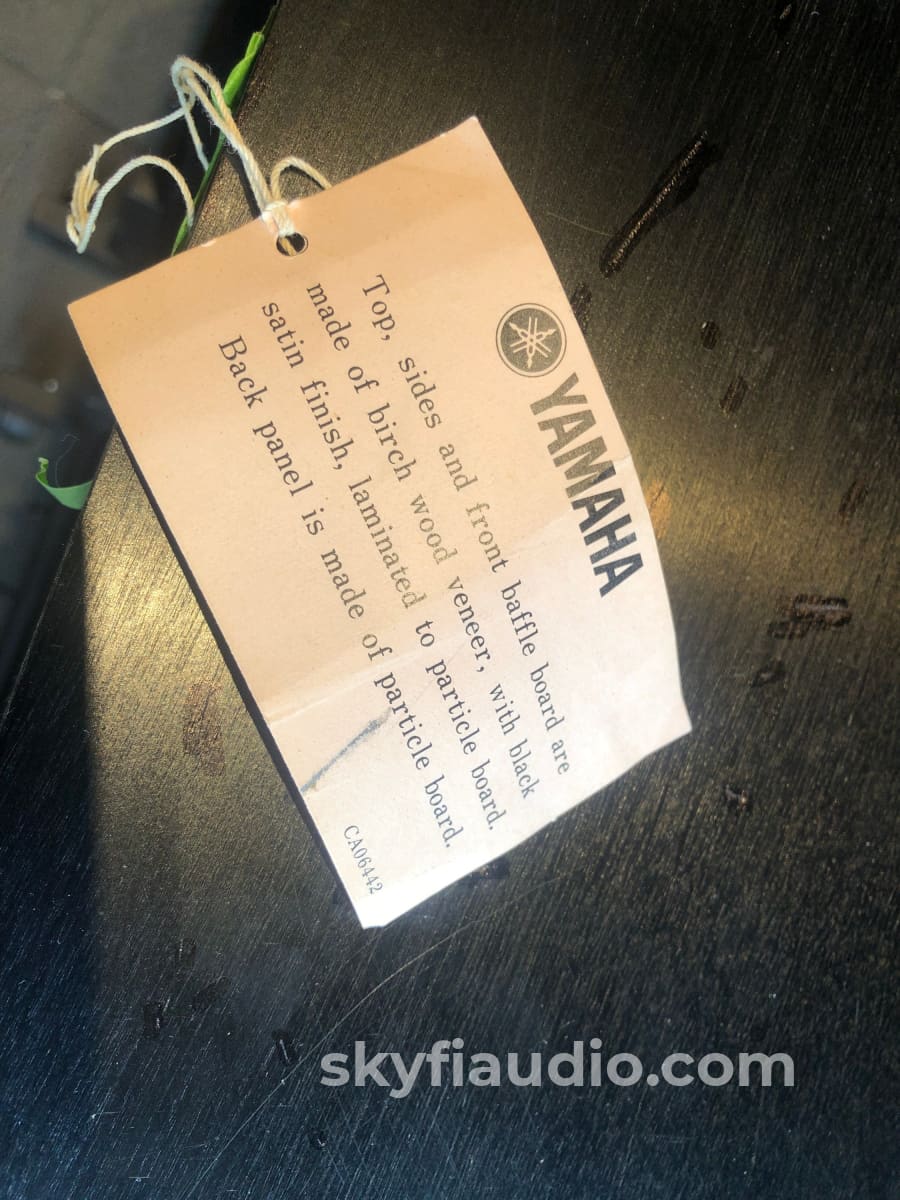 YAMAHA
Top, sides and front baffle board are
made of birch wood veneer, with black
satin finish, laminated to particle board.
Back panel is made of particle board.
CA06442
skyfiaudio.com